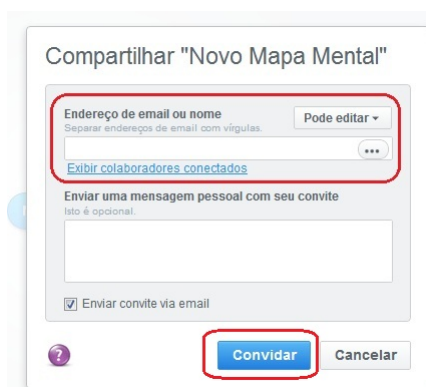 Compartilhar "Novo Mapa Mental"
Endereço de email ou nome
Separar endereços de email com vírgulas.
Pode editar
...
Exibir colaboradores conectados
Enviar uma mensagem pessoal com seu convite
Isto é opcional.
Enviar convite via email
?
Convidar
Cancelar